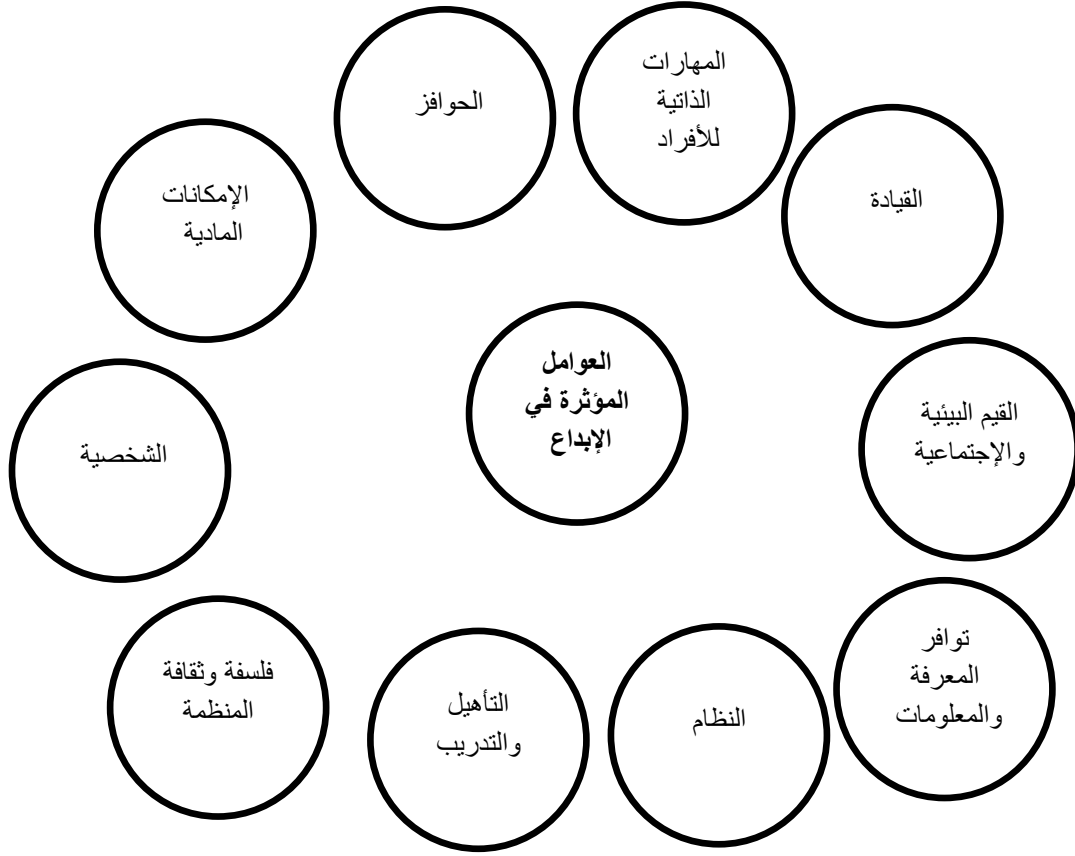 المهارات
الذاتية
للأفراد
الحوافز
القيادة
الإمكانات
المادية
العوامل
المؤثرة في
الإبداع
القيم البيئية
والإجتماعية
الشخصية
توافر
المعرفة
والمعلومات
فلسفة وثقافة
المنظمة
التأهيل
والتدريب
النظام